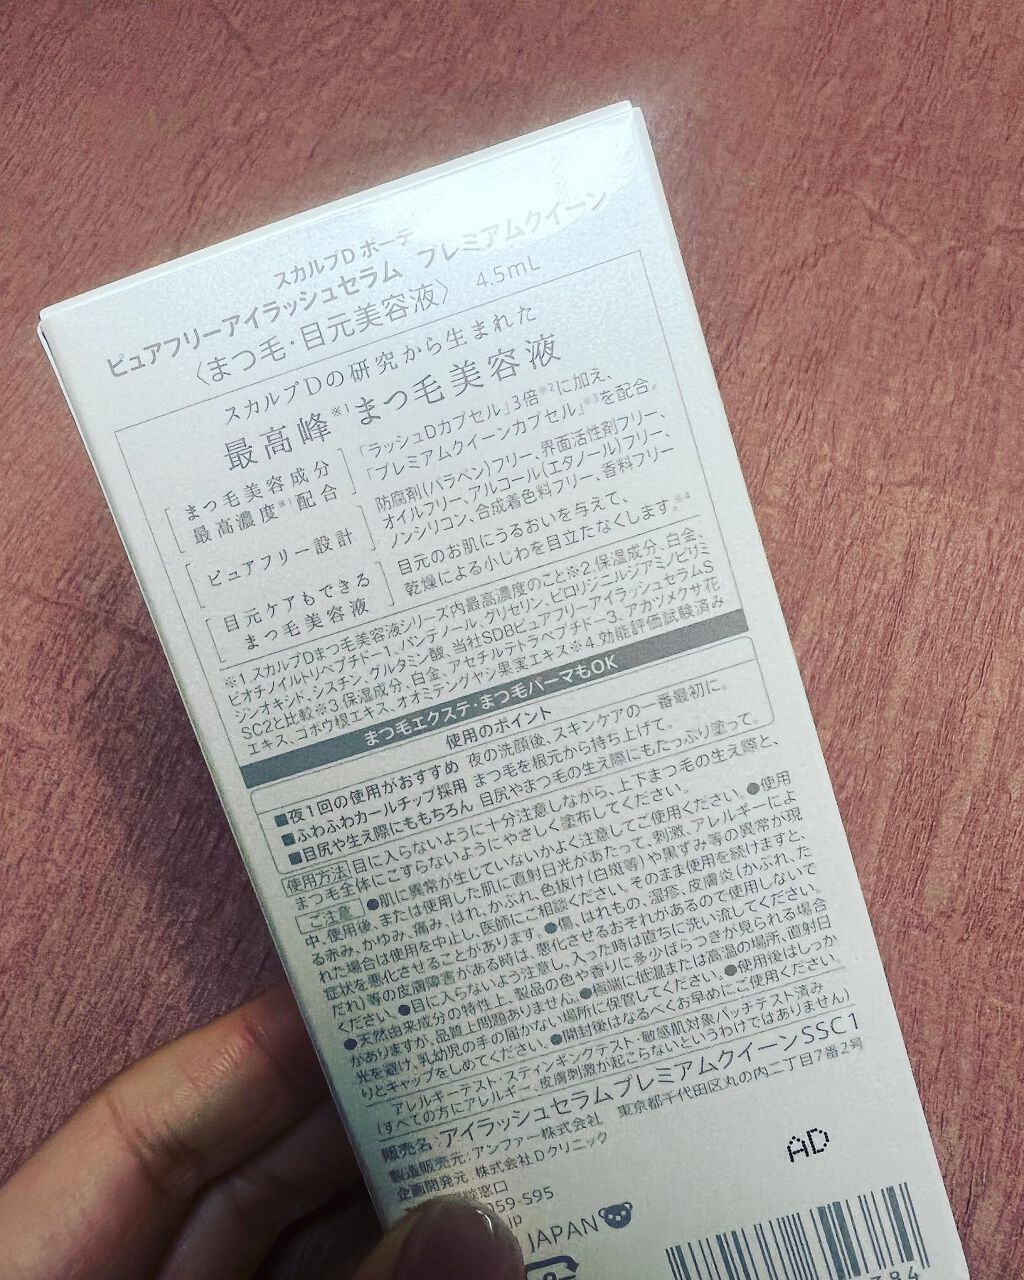 スカルプD ボーテ
ピュアフリーアイラッシュセラム プレミアムクイーン
〈まつ毛・目元美容液〉 4.5mL
スカルプDの研究から生まれた
最高峰※1まつ毛美容液
まつ毛美容成分
最高濃度※1配合
「ラッシュDカプセル」3倍※2に加え、
「プレミアムクイーンカプセル」※3を配合。
ピュアフリー設計
防腐剤(パラベン)フリー、界面活性剤フリー、
オイルフリー、アルコール(エタノール)フリー、
ノンシリコン、合成着色料フリー、香料フリー
目元ケアもできる
まつ毛美容液
目元のお肌にうるおいを与えて、
乾燥による小じわを目立たなくします。※4
※1 スカルプDまつ毛美容液シリーズ内最高濃度のこと※2.保湿成分、白金、
ビオチノイルトリペプチド-1、パンテノール、グリセリン、ピロリジニルジアミノピリミ
ジンオキシド、シスチン、グルタミン酸、当社SDBピュアフリーアイラッシュセラムS
SC2と比較※3.保湿成分、白金、アセチルテトラペプチド-3、アカツメクサ花
エキス、ゴボウ根エキス、オオミテングヤシ果実エキス※4.効能評価試験済み
まつ毛エクステ・まつ毛パーマもOK
使用のポイント
■夜1回の使用がおすすめ 夜の洗顔後、スキンケアの一番最初に。
■ふわふわカールチップ採用 まつ毛を根元から持ち上げて。
■目尻や生え際にももちろん 目尻やまつ毛の生え際にもたっぷり塗って。
使用方法 目に入らないように十分注意しながら、上下まつ毛の生え際と、
まつ毛全体にこすらないようにやさしく塗布してください。
ご注意 ●肌に異常が生じていないかよく注意してご使用ください。●使用
中、使用後、または使用した肌に直射日光があたって、刺激、アレルギーによ
る赤み、かゆみ、痛み、はれ、かぶれ、色抜け(白斑等)や黒ずみ等の異常が現
れた場合は使用を中止し、医師にご相談ください。そのまま使用を続けますと、
症状を悪化させることがあります。●傷、はれもの、湿疹、皮膚炎(かぶれ、た
だれ)等の皮膚障害がある時は、悪化させるおそれがあるので使用しないで
ください。●目に入らないよう注意し、入った時は直ちに洗い流してください。
●天然由来成分の特性上、製品の色や香りに多少ばらつきが見られる場合
がありますが、品質上問題ありません。●極端に低温または高温の場所、直射日
光を避け、乳幼児の手の届かない場所に保管してください。●使用後はしっか
りとキャップをしめてください。●開封後はなるべくお早めにご使用ください。
アレルギーテスト・スティンギングテスト・敏感肌対象パッチテスト済み
(すべての方にアレルギー、皮膚刺激が起こらないというわけではありません)
販売名:アイラッシュセラムプレミアムクイーンSSC1
製造販売元:アンファー株式会社 東京都千代田区丸の内二丁目7番2号
企画開発元:株式会社Dクリニック
談窓口
059-595
JP
JAPAN
AD